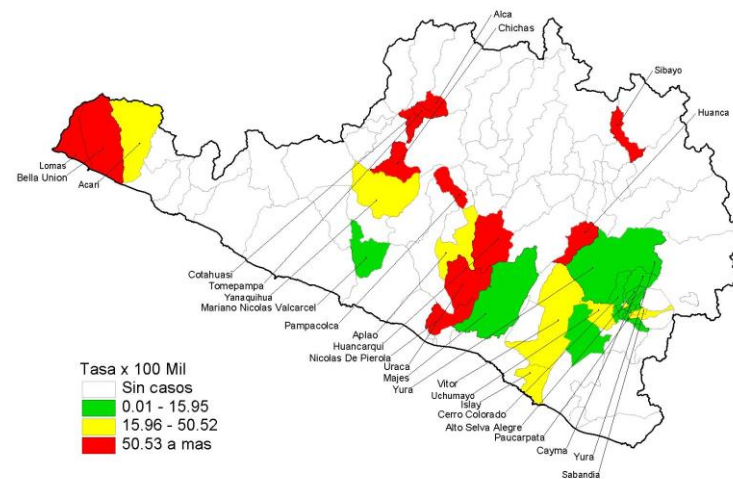 Alca
Chichas
Sibayo
Huanca
Lomas
Bella Union
Acari
Cotahuasi
Tomepampa
Yanaquihua
Mariano Nicolas Valcarcel
Pampacolca
Aplao
Huancarqui
Nicolas De Pierola
Uraca
Majes
Yura
Vitor
Uchumayo
Islay
Cerro Colorado
Alto Selva Alegre
Paucarpata
Cayma
Yura
Sabandia
Tasa x 100 Mil
Sin casos
0.01 - 15.95
15.96 - 50.52
50.53 a mas